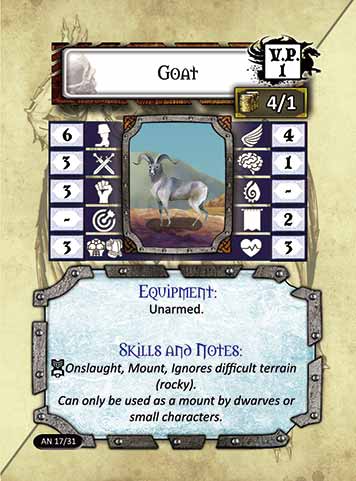 Goat
V.P.
1
4/1
6 4
3 1
3 -
- 2
3 3
Equipment:
Unarmed.
Skills and Notes:
Onslaught, Mount, Ignores difficult terrain
(rocky).
Can only be used as a mount by dwarves or
small characters.
AN 17/31